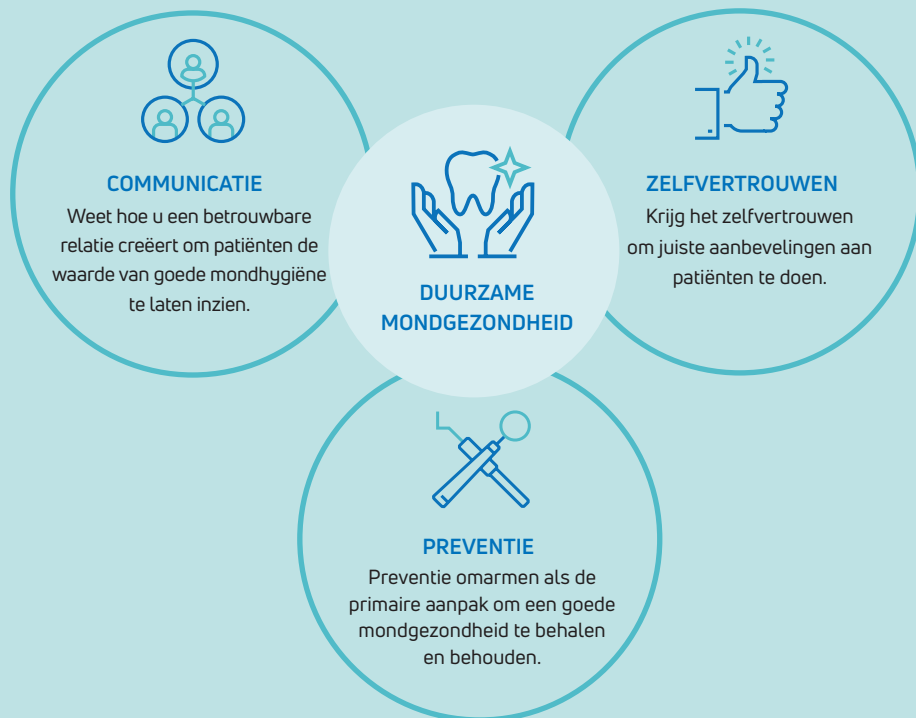 COMMUNICATIE
Weet hoe u een betrouwbare
relatie creëert om patiënten de
waarde van goede mondhygiëne
te laten inzien.
DUURZAME
MONDGEZONDHEID
ZELFVERTROUWEN
Krijg het zelfvertrouwen
om juiste aanbevelingen aan
patiënten te doen.
PREVENTIE
Preventie omarmen als de
primaire aanpak om een goede
mondgezondheid te behalen
en behouden.